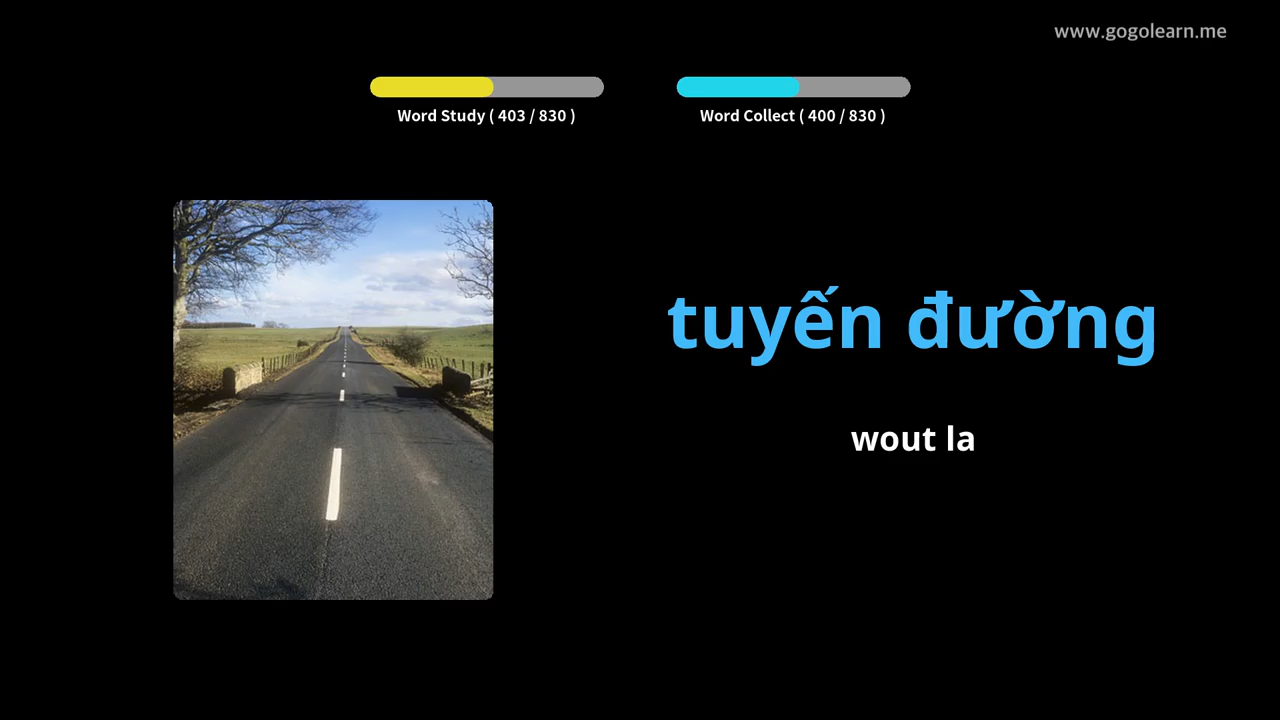 www.gogolearn.me
Word Study ( 403 / 830 )
Word Collect ( 400 / 830 )
tuyến đường
wout la